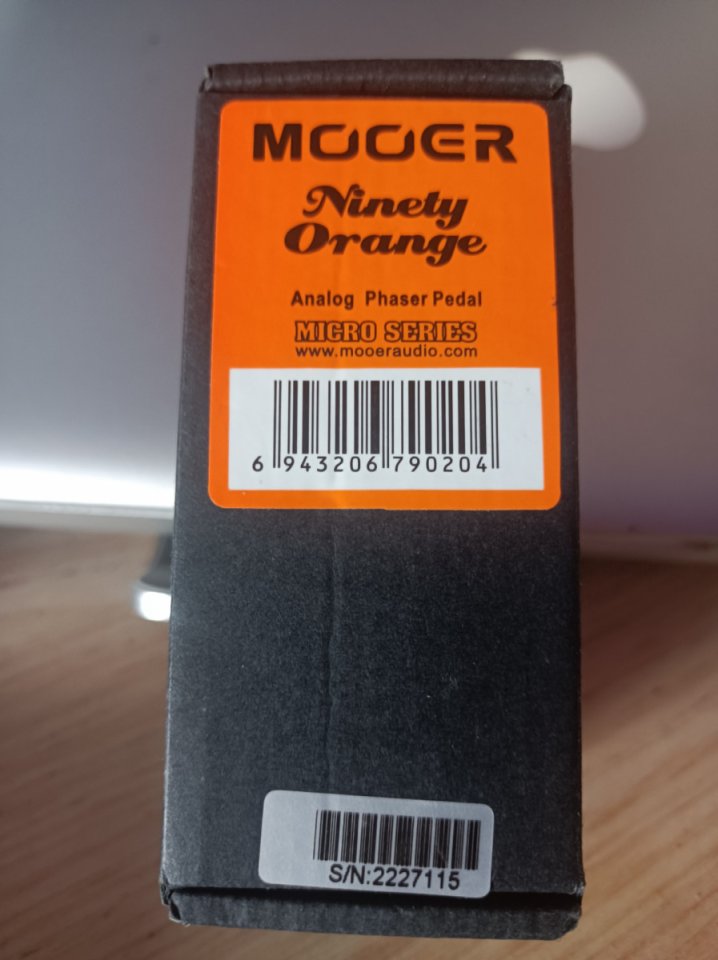 MOOER
Ninety
Orange
Analog Phaser Pedal
MICRO SERIES
www.mooeraudio.com
6 943206 790204
S/N:2227115